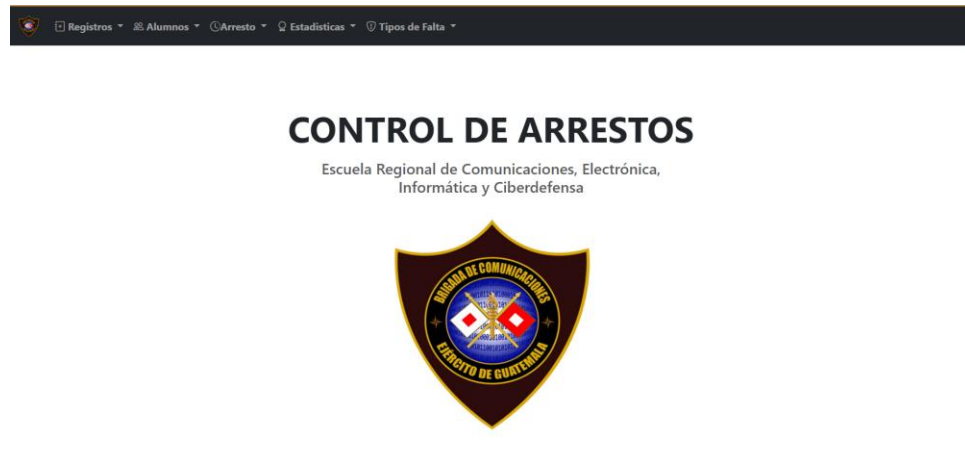 Registros Alumnos Arresto Estadisticas Tipos de Falta
CONTROL DE ARRESTOS
Escuela Regional de Comunicaciones, Electrónica,
Informática y Ciberdefensa
BRIGADA DE COMUNICACIONES
EJÉRCITO DE GUATEMALA